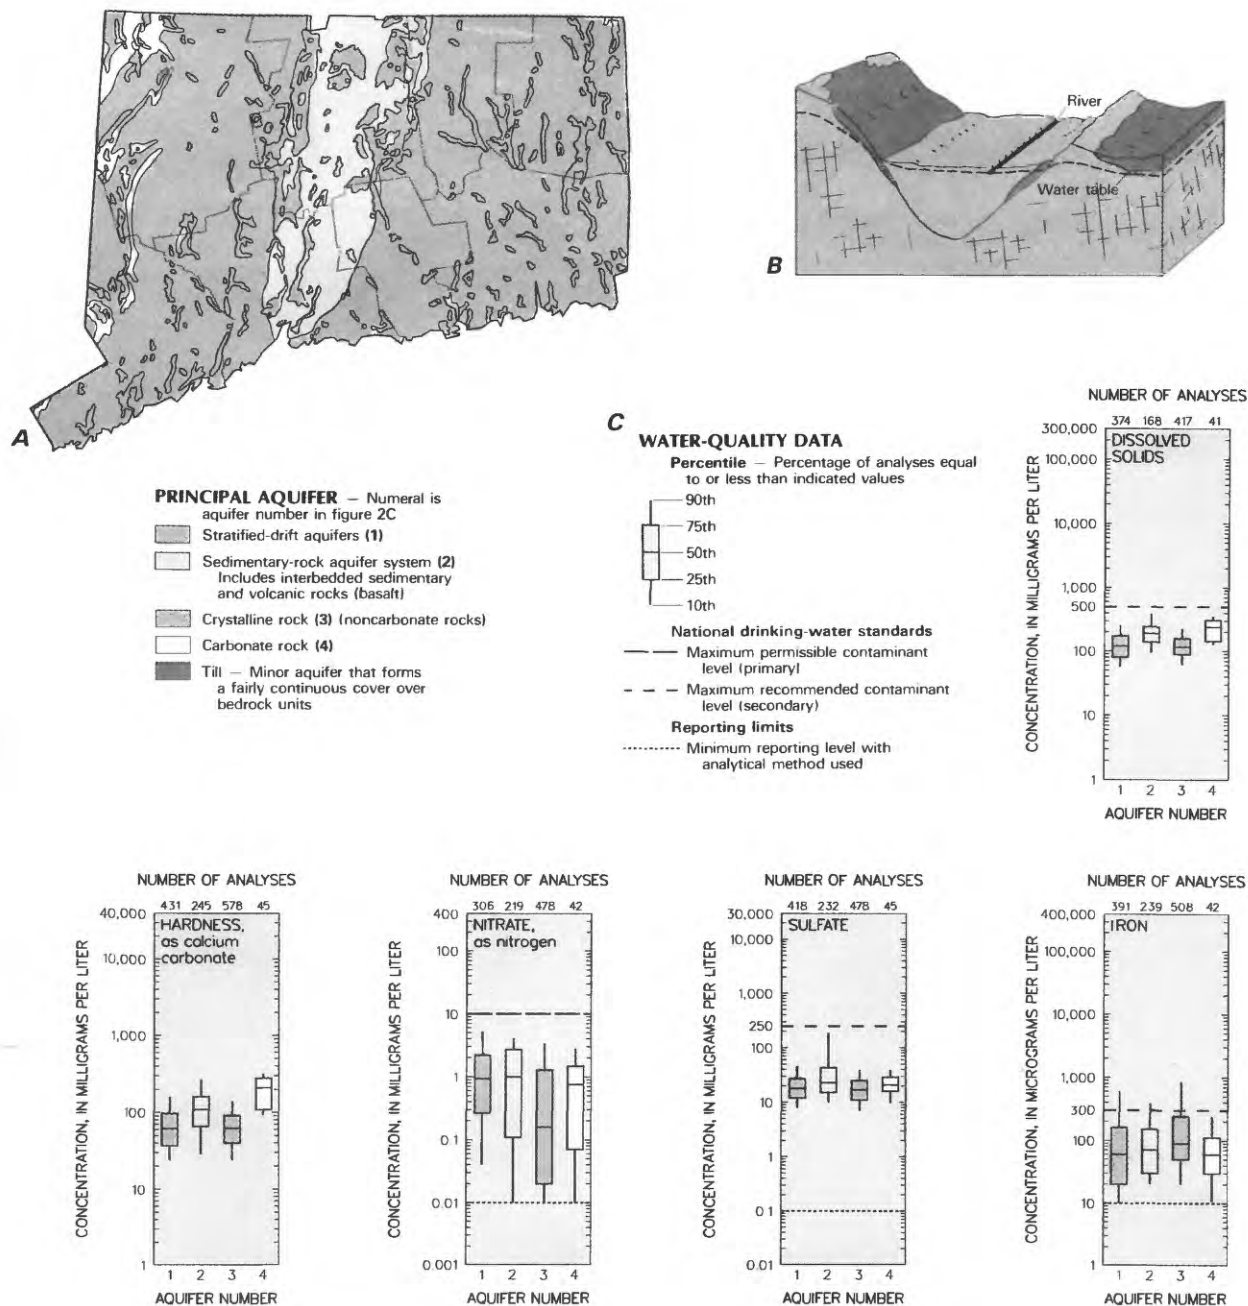 A
River
Water table
B
PRINCIPAL AQUIFER — Numeral is
aquifer number in figure 2C
Stratified-drift aquifers (1)
Sedimentary-rock aquifer system (2)
Includes interbedded sedimentary
and volcanic rocks (basalt)
Crystalline rock (3) (noncarbonate rocks)
Carbonate rock (4)
Till — Minor aquifer that forms
a fairly continuous cover over
bedrock units
C
WATER-QUALITY DATA
Percentile — Percentage of analyses equal
to or less than indicated values
90th
75th
50th
25th
10th
National drinking-water standards
Maximum permissible contaminant
level (primary)
Maximum recommended contaminant
level (secondary)
Reporting limits
Minimum reporting level with
analytical method used
NUMBER OF ANALYSES
374 168 417 41
DISSOLVED
SOLIDS
CONCENTRATION, IN MILLIGRAMS PER LITER
300,000
100,000
10,000
1,000
500
100
10
1
1 2 3 4
AQUIFER NUMBER
NUMBER OF ANALYSES
431 245 578 45
HARDNESS,
as calcium
carbonate
CONCENTRATION, IN MILLIGRAMS PER LITER
40,000
10,000
1,000
100
10
1
1 2 3 4
AQUIFER NUMBER
NUMBER OF ANALYSES
306 219 478 42
NITRATE,
as nitrogen
CONCENTRATION, IN MILLIGRAMS PER LITER
400
100
10
1
0.1
0.01
0.001
1 2 3 4
AQUIFER NUMBER
NUMBER OF ANALYSES
418 232 478 45
SULFATE
CONCENTRATION, IN MILLIGRAMS PER LITER
30,000
10,000
1,000
250
100
10
1
0.1
0.01
1 2 3 4
AQUIFER NUMBER
NUMBER OF ANALYSES
391 239 508 42
IRON
CONCENTRATION, IN MICROGRAMS PER LITER
400,000
100,000
10,000
1,000
300
100
10
1
1 2 3 4
AQUIFER NUMBER